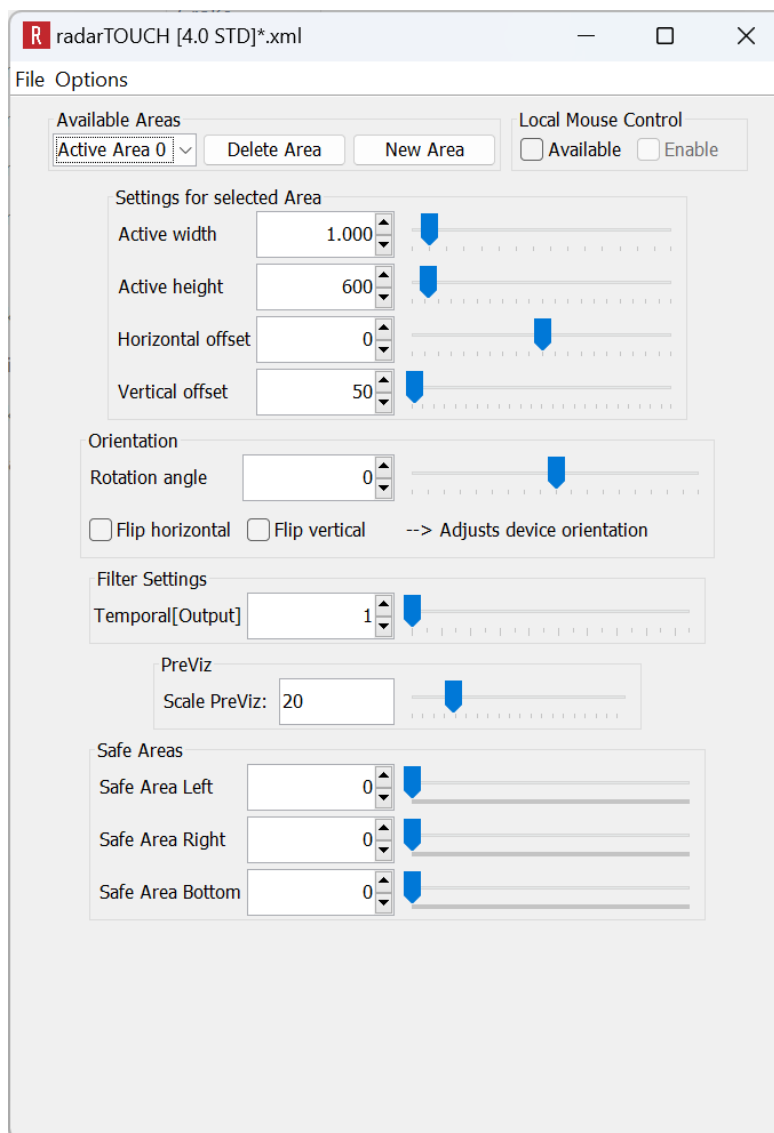 R radarTOUCH [4.0 STD]*.xml
File Options
Available Areas
Local Mouse Control
Active Area 0 Delete Area New Area
Available Enable
Settings for selected Area
Active width 1.000
Active height 600
Horizontal offset 0
Vertical offset 50
Orientation
Rotation angle 0
Flip horizontal Flip vertical --> Adjusts device orientation
Filter Settings
Temporal[Output] 1
PreViz
Scale PreViz: 20
Safe Areas
Safe Area Left 0
Safe Area Right 0
Safe Area Bottom 0